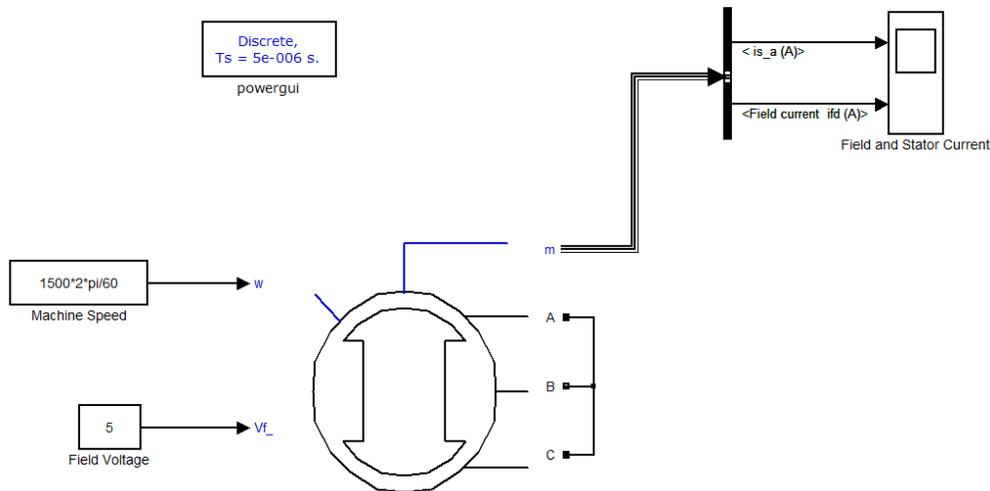 Discrete,
Ts = 5e-006 s.
powergui
< is_a (A)>
<Field current ifd (A)>
Field and Stator Current
m
1500*2*pi/60
w
Machine Speed
A
B
5
Vf_
Field Voltage
C